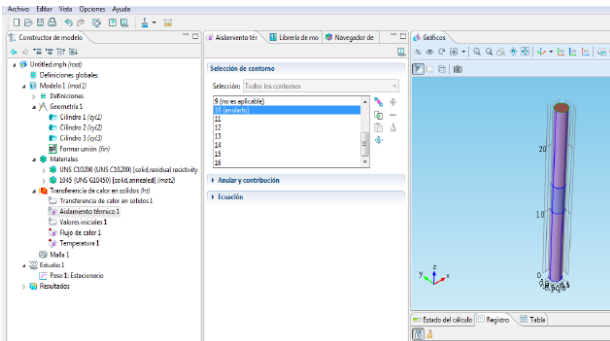 Archivo Editar Vista Opciones Ayuda
Constructor de modelo
Untitled.mph (root)
Definiciones globales
Modelo 1 (mod1)
Definiciones
Geometría 1
Cilindro 1 (cyl1)
Cilindro 2 (cyl2)
Cilindro 3 (cyl3)
Formar unión (fin)
Materiales
UNS C10200 (UNS C10200) [solid,residual resistivity
1045 (UNS G10450) [solid,annealed] (mat2)
Transferencia de calor en solidos (ht)
Transferencia de calor en solidos 1
Aislamiento térmico 1
Valores iniciales 1
Flujo de calor 1
Temperatura 1
Malla 1
Estudio 1
Paso 1: Estacionario
Resultados
Aislamiento tér
Librería de mo
Navegador de
Selección de contorno
Selección: Todos los contornos
9 (no es aplicable)
10 (anulado)
11
12
13
14
15
16
Anular y contribución
Ecuación
Gráficos
20
10
0
y z x
Estado del cálculo
Registro
Tabla